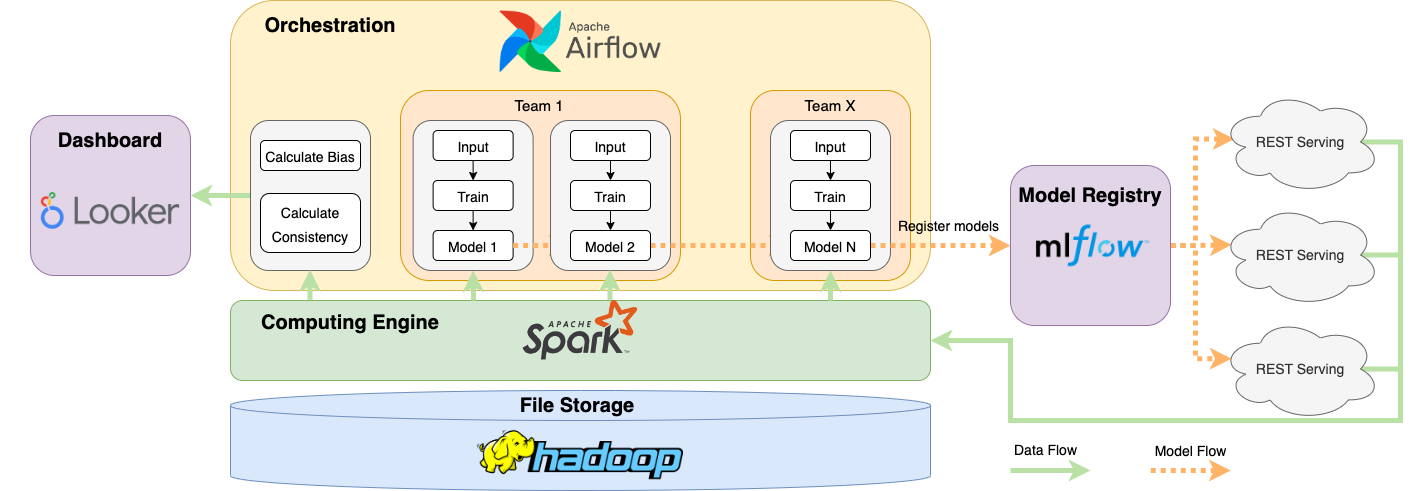 Orchestration
Apache
Airflow
Team 1
Team X
Dashboard
Looker
Calculate Bias
Calculate
Consistency
Input
Train
Model 1
Input
Train
Model 2
Input
Train
Model N
Register models
Model Registry
mlflow™
REST Serving
REST Serving
REST Serving
Computing Engine
APACHE
Spark™
File Storage
hadoop
Data Flow
Model Flow